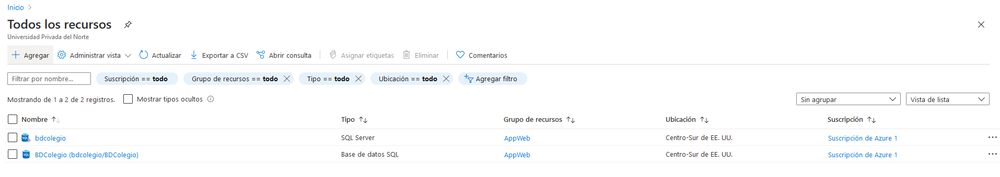 Inicio
Todos los recursos
Universidad Privada del Norte
Agregar Administrar vista Actualizar Exportar a CSV Abrir consulta Asignar etiquetas Eliminar Comentarios
Filtrar por nombre... Suscripción == todo Grupo de recursos == todo Tipo == todo Ubicación == todo Agregar filtro
Mostrando de 1 a 2 de 2 registros. Mostrar tipos ocultos Sin agrupar Vista de lista
Nombre Tipo Grupo de recursos Ubicación Suscripción
SQL bdcolegio SQL Server AppWeb Centro-Sur de EE. UU. Suscripción de Azure 1 ...
SQL BDColegio (bdcolegio/BDColegio) Base de datos SQL AppWeb Centro-Sur de EE. UU. Suscripción de Azure 1 ...